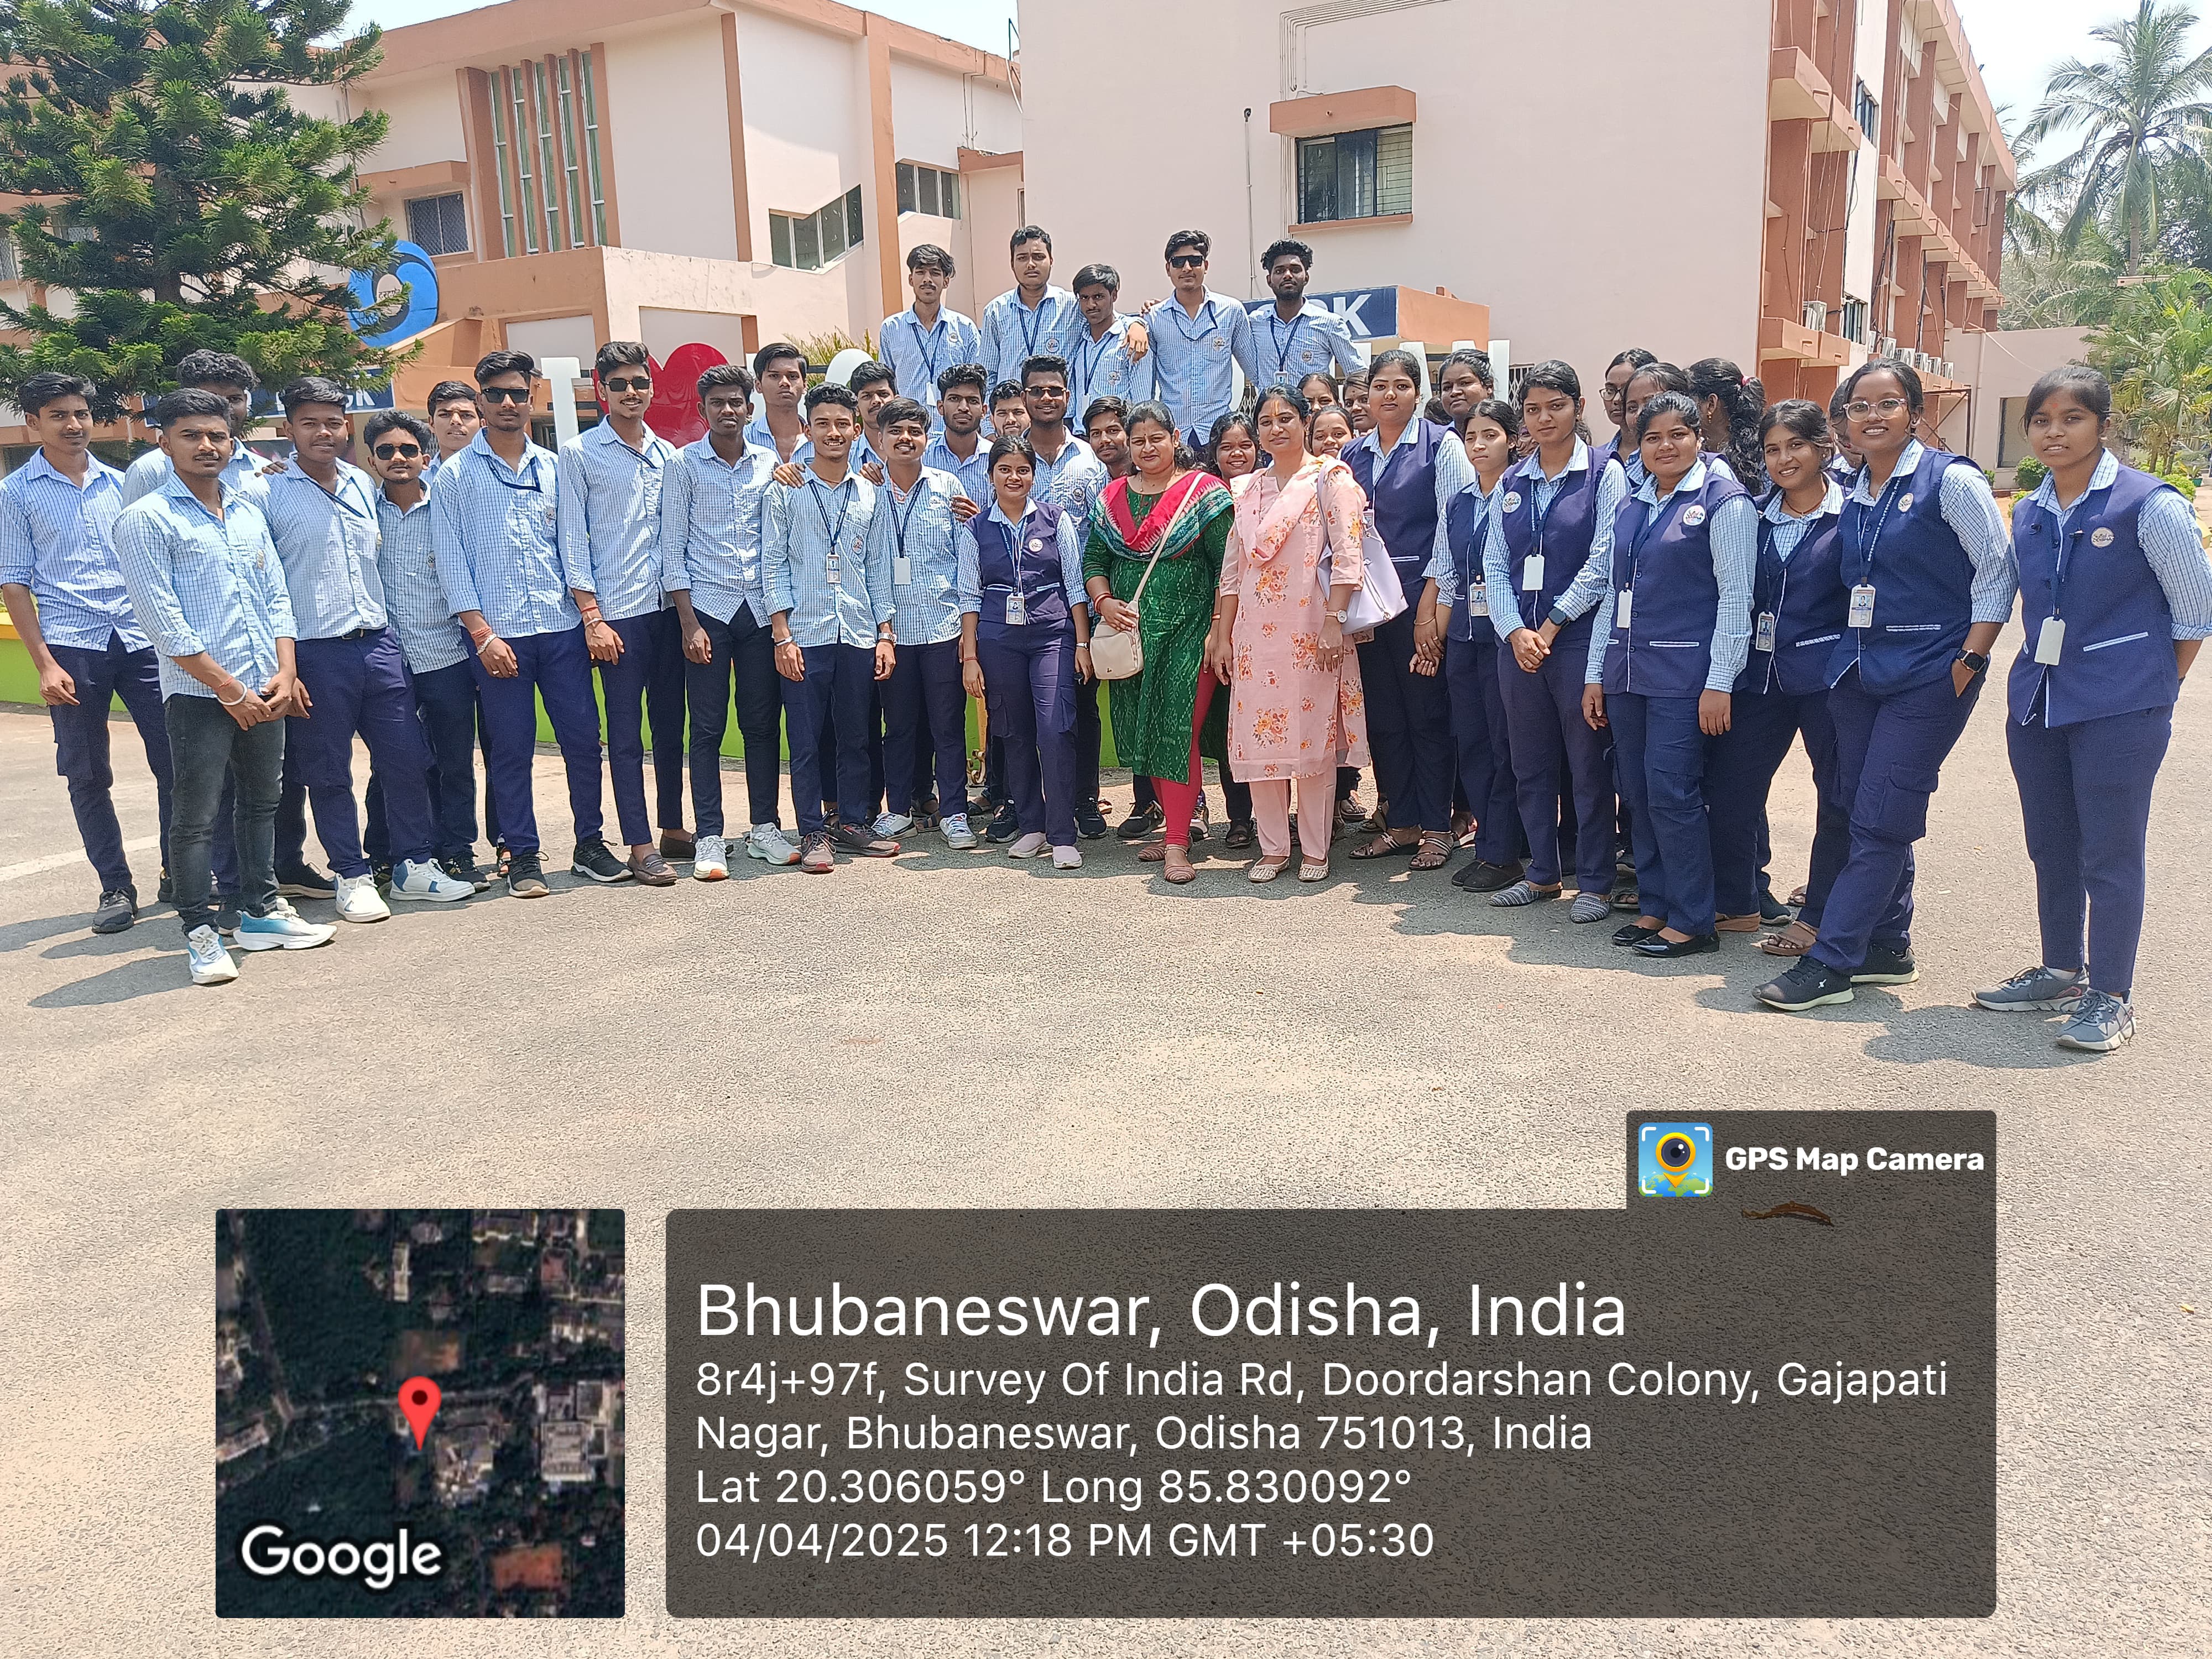 GPS Map Camera
Google
Bhubaneswar, Odisha, India
8r4j+97f, Survey Of India Rd, Doordarshan Colony, Gajapati
Nagar, Bhubaneswar, Odisha 751013, India
Lat 20.306059° Long 85.830092°
04/04/2025 12:18 PM GMT +05:30